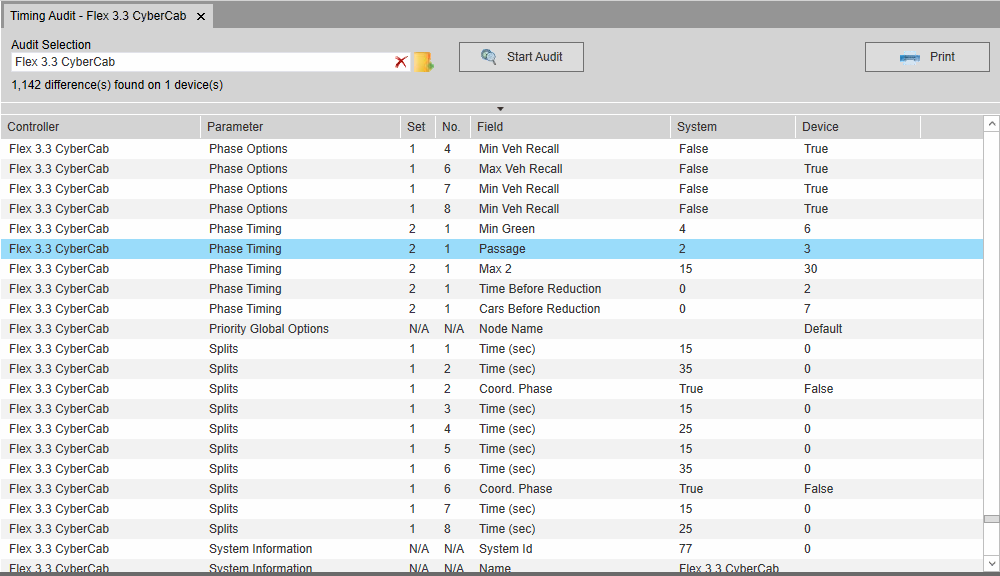 Timing Audit - Flex 3.3 CyberCab
Audit Selection
Flex 3.3 CyberCab
Start Audit
Print
1,142 difference(s) found on 1 device(s)
Controller Parameter Set No. Field System Device
Flex 3.3 CyberCab Phase Options 1 4 Min Veh Recall False True
Flex 3.3 CyberCab Phase Options 1 6 Max Veh Recall False True
Flex 3.3 CyberCab Phase Options 1 7 Min Veh Recall False True
Flex 3.3 CyberCab Phase Options 1 8 Min Veh Recall False True
Flex 3.3 CyberCab Phase Timing 2 1 Min Green 4 6
Flex 3.3 CyberCab Phase Timing 2 1 Passage 2 3
Flex 3.3 CyberCab Phase Timing 2 1 Max 2 15 30
Flex 3.3 CyberCab Phase Timing 2 1 Time Before Reduction 0 2
Flex 3.3 CyberCab Phase Timing 2 1 Cars Before Reduction 0 7
Flex 3.3 CyberCab Priority Global Options N/A N/A Node Name Default
Flex 3.3 CyberCab Splits 1 1 Time (sec) 15 0
Flex 3.3 CyberCab Splits 1 2 Time (sec) 35 0
Flex 3.3 CyberCab Splits 1 2 Coord. Phase True False
Flex 3.3 CyberCab Splits 1 3 Time (sec) 15 0
Flex 3.3 CyberCab Splits 1 4 Time (sec) 25 0
Flex 3.3 CyberCab Splits 1 5 Time (sec) 15 0
Flex 3.3 CyberCab Splits 1 6 Time (sec) 35 0
Flex 3.3 CyberCab Splits 1 6 Coord. Phase True False
Flex 3.3 CyberCab Splits 1 7 Time (sec) 15 0
Flex 3.3 CyberCab Splits 1 8 Time (sec) 25 0
Flex 3.3 CyberCab System Information N/A N/A System Id 77 0
Flex 3.3 CyberCab System Information N/A N/A Name Flex 3.3 CyberCab